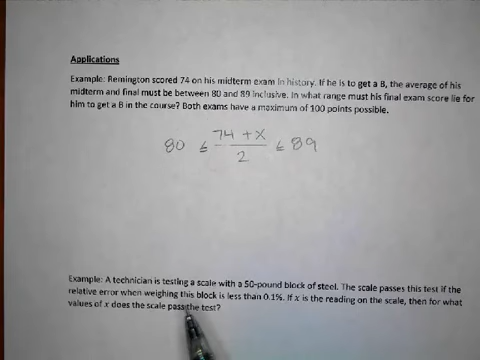 Applications
Example: Remington scored 74 on his midterm exam in history. If he is to get a B, the average of his
midterm and final must be between 80 and 89 inclusive. In what range must his final exam score lie for
him to get a B in the course? Both exams have a maximum of 100 points possible.
80 ≤ (74 + x)/2 ≤ 89
Example: A technician is testing a scale with a 50-pound block of steel. The scale passes this test if the
relative error when weighing this block is less than 0.1%. If x is the reading on the scale, then for what
values of x does the scale pass the test?